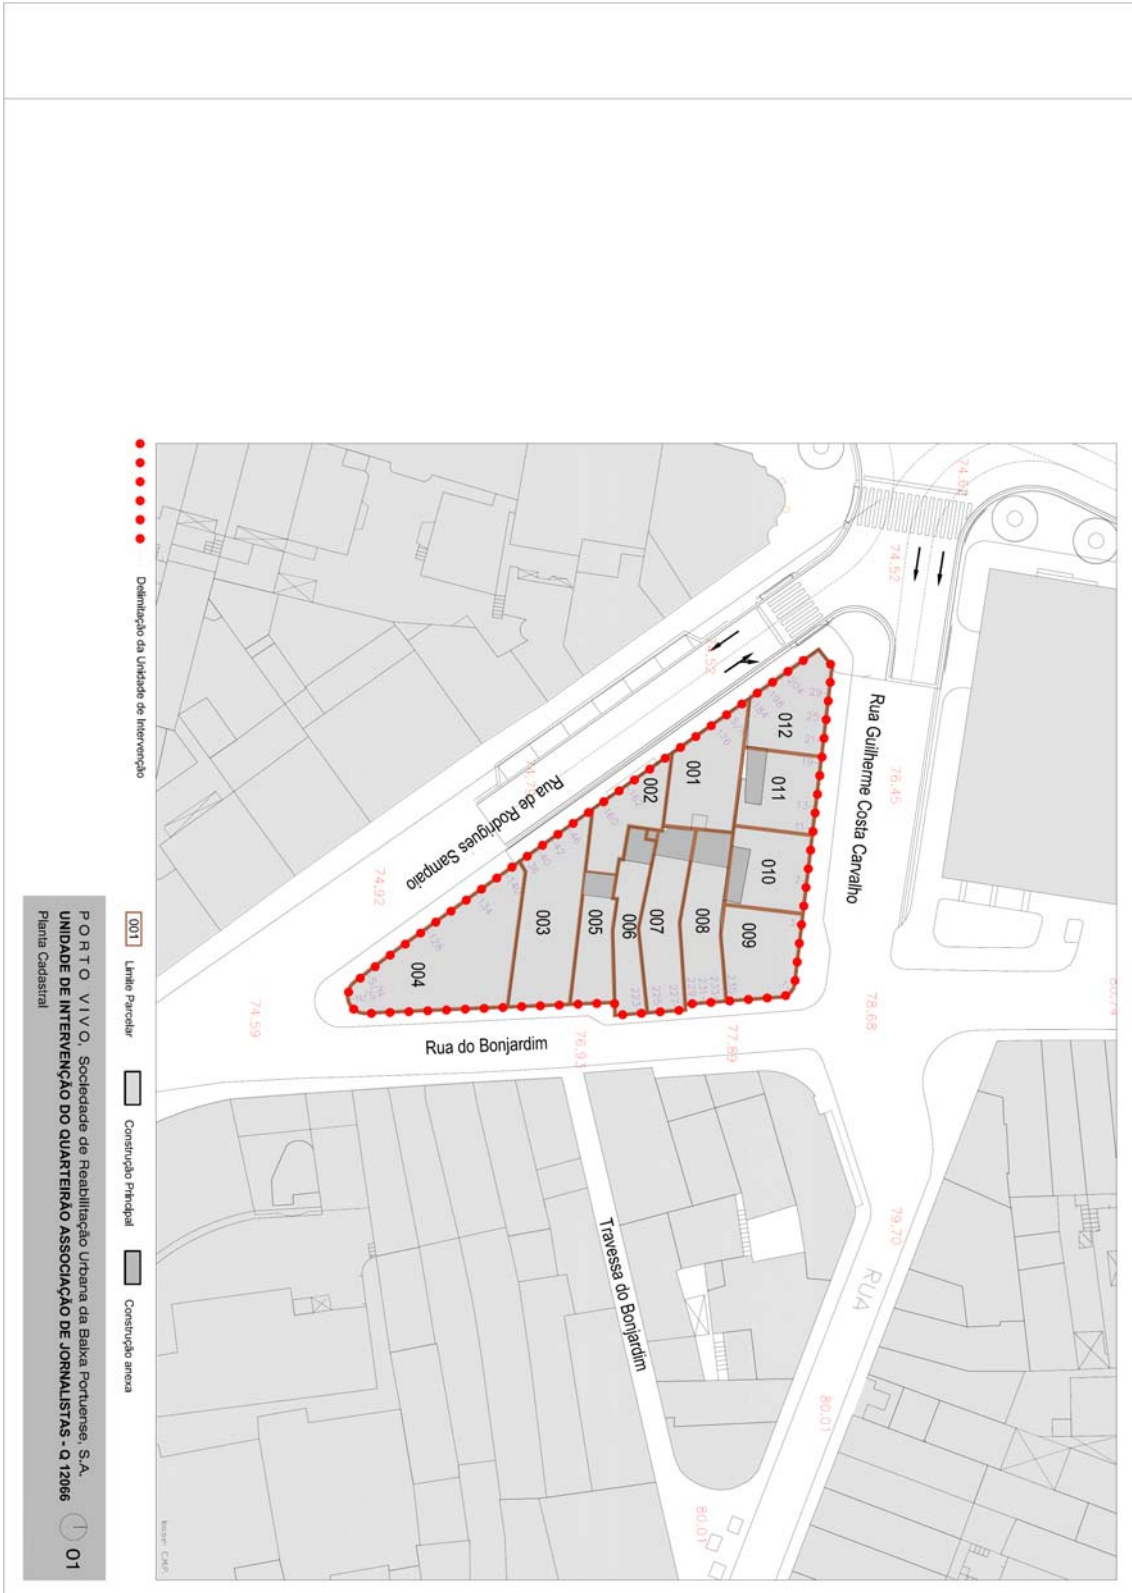 Rua Guilherme Costa Carvalho
Rua de Rodrigues Sampaio
Rua do Bonjardim
Travessa do Bonjardim
RUA
74.52
74.52
76.45
78.68
77.89
76.93
74.92
74.59
79.70
80.01
80.01
001
002
003
004
005
006
007
008
009
010
011
012
Delimitação da Unidade de Intervenção
001 Limite Parcelar
Construção Principal
Construção anexa
PORTO VIVO, Sociedade de Reabilitação Urbana da Baixa Portuense, S.A.
UNIDADE DE INTERVENÇÃO DO QUARTEIRÃO ASSOCIAÇÃO DE JORNALISTAS - Q 12066
Planta Cadastral
01